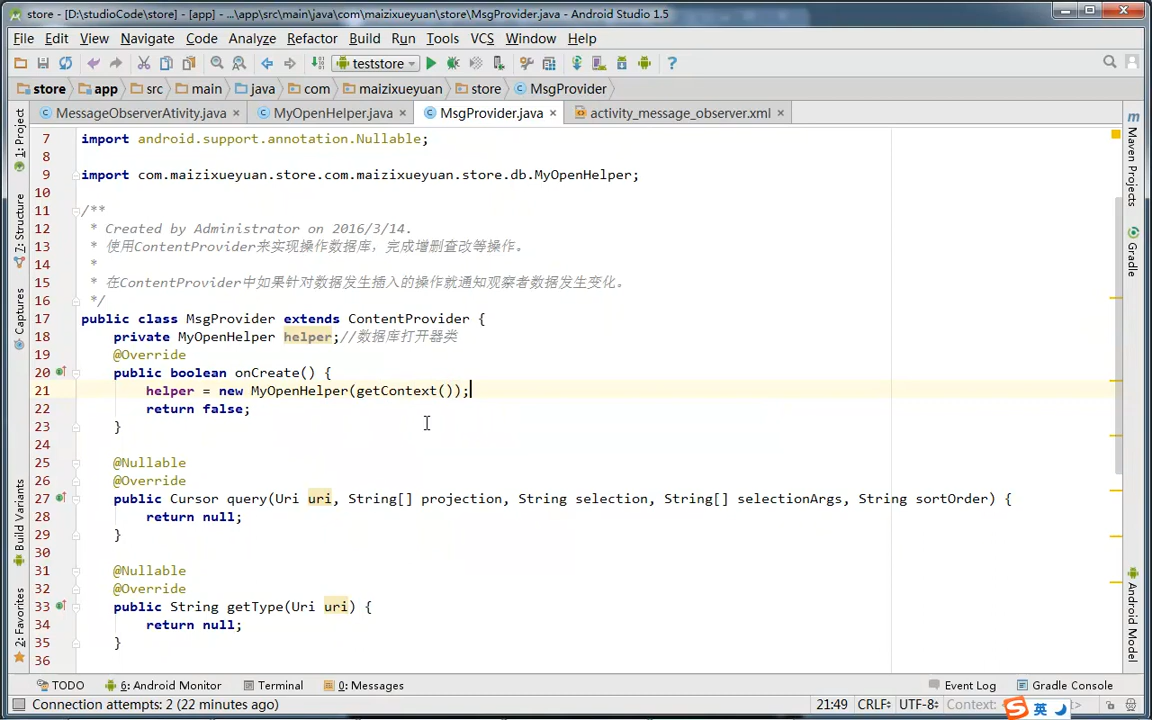 store - [D:\studioCode\store] - [app] - ...\app\src\main\java\com\maizixueyuan\store\MsgProvider.java - Android Studio 1.5
File Edit View Navigate Code Analyze Refactor Build Run Tools VCS Window Help
teststore
store app src main java com maizixueyuan store MsgProvider
MessageObserverAtivity.java MyOpenHelper.java MsgProvider.java activity_message_observer.xml
1: Project
7: Structure
Captures
Build Variants
2: Favorites
7 import android.support.annotation.Nullable;
8
9 import com.maizixueyuan.store.com.maizixueyuan.store.db.MyOpenHelper;
10
11 /**
12 * Created by Administrator on 2016/3/14.
13 * 使用ContentProvider来实现操作数据库，完成增删查改等操作。
14 *
15 * 在ContentProvider中如果针对数据发生插入的操作就通知观察者数据发生变化。
16 */
17 public class MsgProvider extends ContentProvider {
18 private MyOpenHelper helper;//数据库打开器类
19 @Override
20 public boolean onCreate() {
21 helper = new MyOpenHelper(getContext());
22 return false;
23 }
24
25 @Nullable
26 @Override
27 public Cursor query(Uri uri, String[] projection, String selection, String[] selectionArgs, String sortOrder) {
28 return null;
29 }
30
31 @Nullable
32 @Override
33 public String getType(Uri uri) {
34 return null;
35 }
36
Maven Projects
Gradle
Android Model
TODO 6: Android Monitor Terminal 0: Messages Event Log Gradle Console
Connection attempts: 2 (22 minutes ago) 21:49 CRLF UTF-8 Context: 英